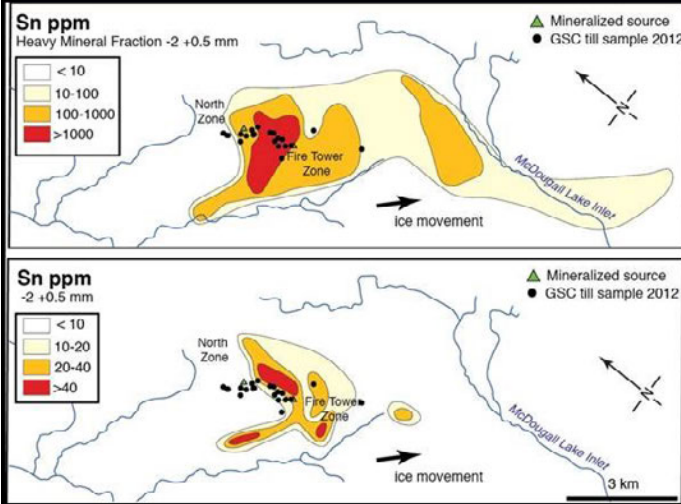 Sn ppm
Heavy Mineral Fraction -2 +0.5 mm
< 10
10-100
100-1000
>1000
Mineralized source
GSC till sample 2012
North
Zone
Fire Tower
Zone
N
McDougall Lake Inlet
ice movement
Sn ppm
-2 +0.5 mm
< 10
10-20
20-40
>40
Mineralized source
GSC till sample 2012
North
Zone
Fire Tower
Zone
N
McDougall Lake Inlet
ice movement
3 km